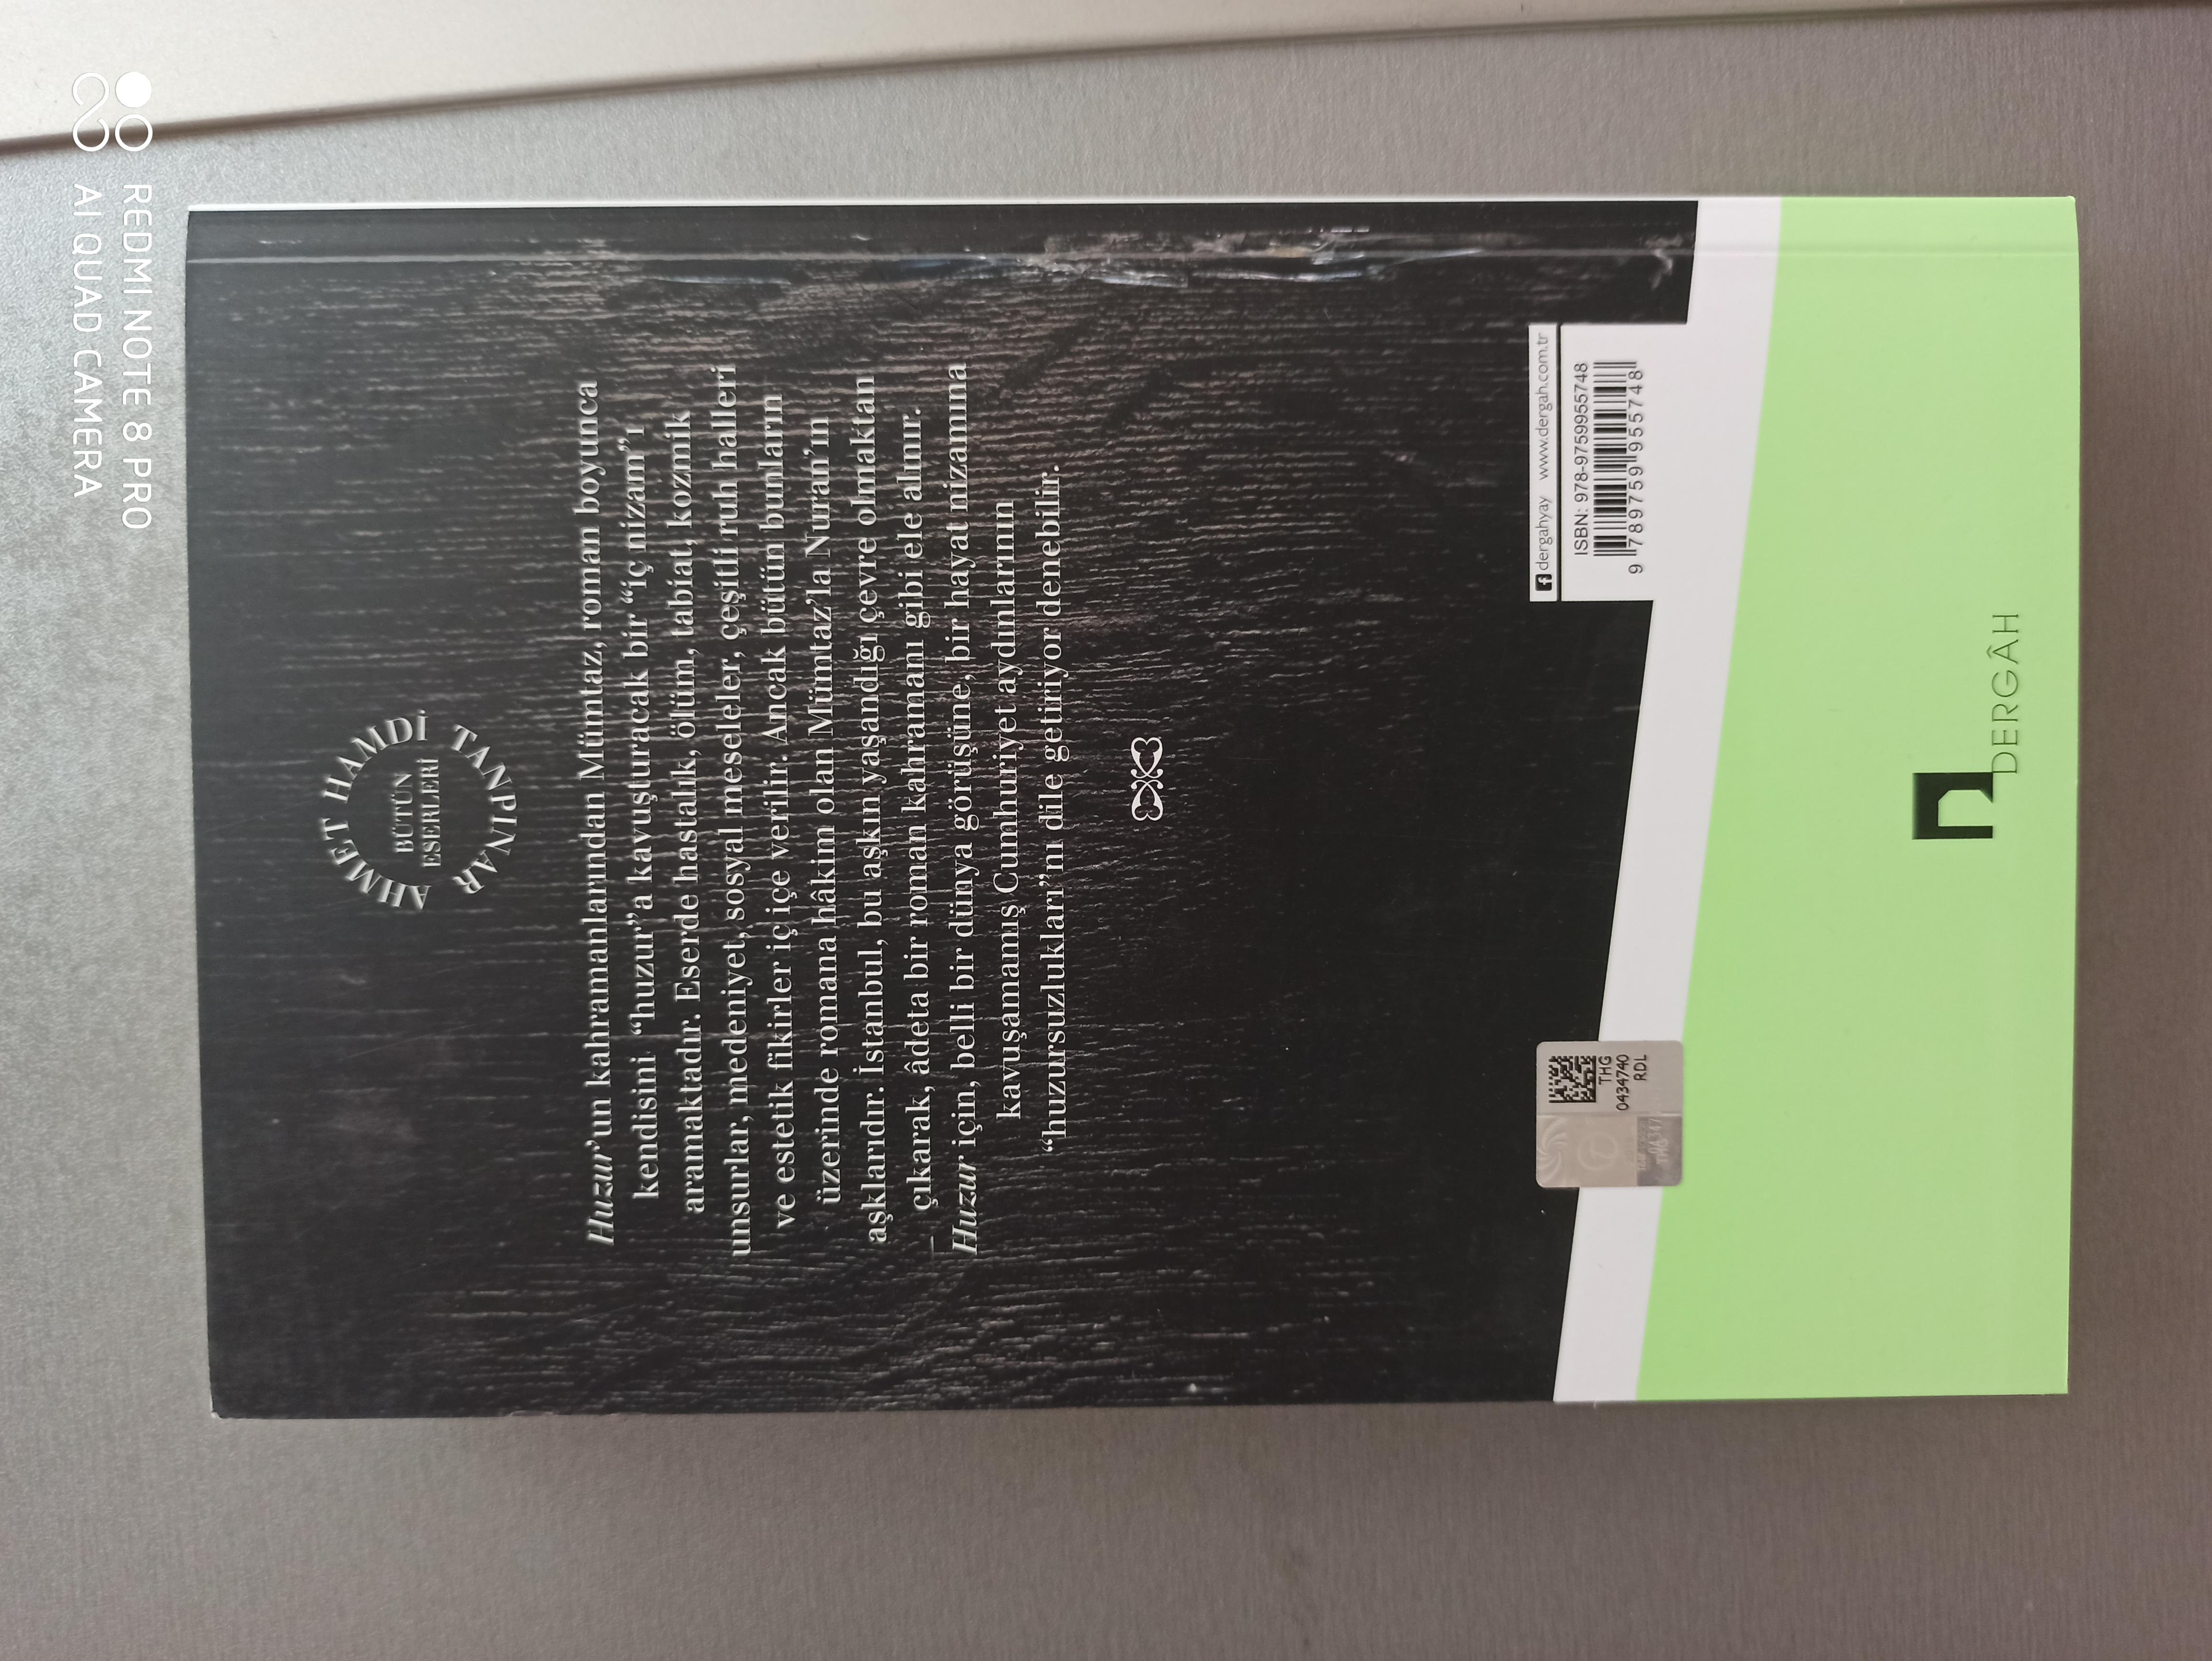 AHMET HAMDİ TANPINAR
BÜTÜN
ESERLERİ
Huzur'un kahramanlarından Mümtaz, roman boyunca
kendisini “huzur”a kavuşturacak bir “iç nizam”ı
aramaktadır. Eserde hastalık, ölüm, tabiat, kozmik
unsurlar, medeniyet, sosyal meseleler, çeşitli ruh halleri
ve estetik fikirler iç içe verilir. Ancak bütün bunların
üzerinde romana hâkim olan Mümtaz'la Nuran'ın
aşklarıdır. İstanbul, bu aşkın yaşandığı çevre olmaktan
çıkarak, âdeta bir roman kahramanı gibi ele alınır.
Huzur için, belli bir dünya görüşüne, bir hayat nizamına
kavuşamamış Cumhuriyet aydınlarının
“huzursuzlukları”nı dile getiriyor denebilir.
dergahyay www.dergah.com.tr
ISBN: 978-9759955748
9 789759 955748
THG
0434740
RDL
DERGÂH
REDMI NOTE 8 PRO
AI QUAD CAMERA